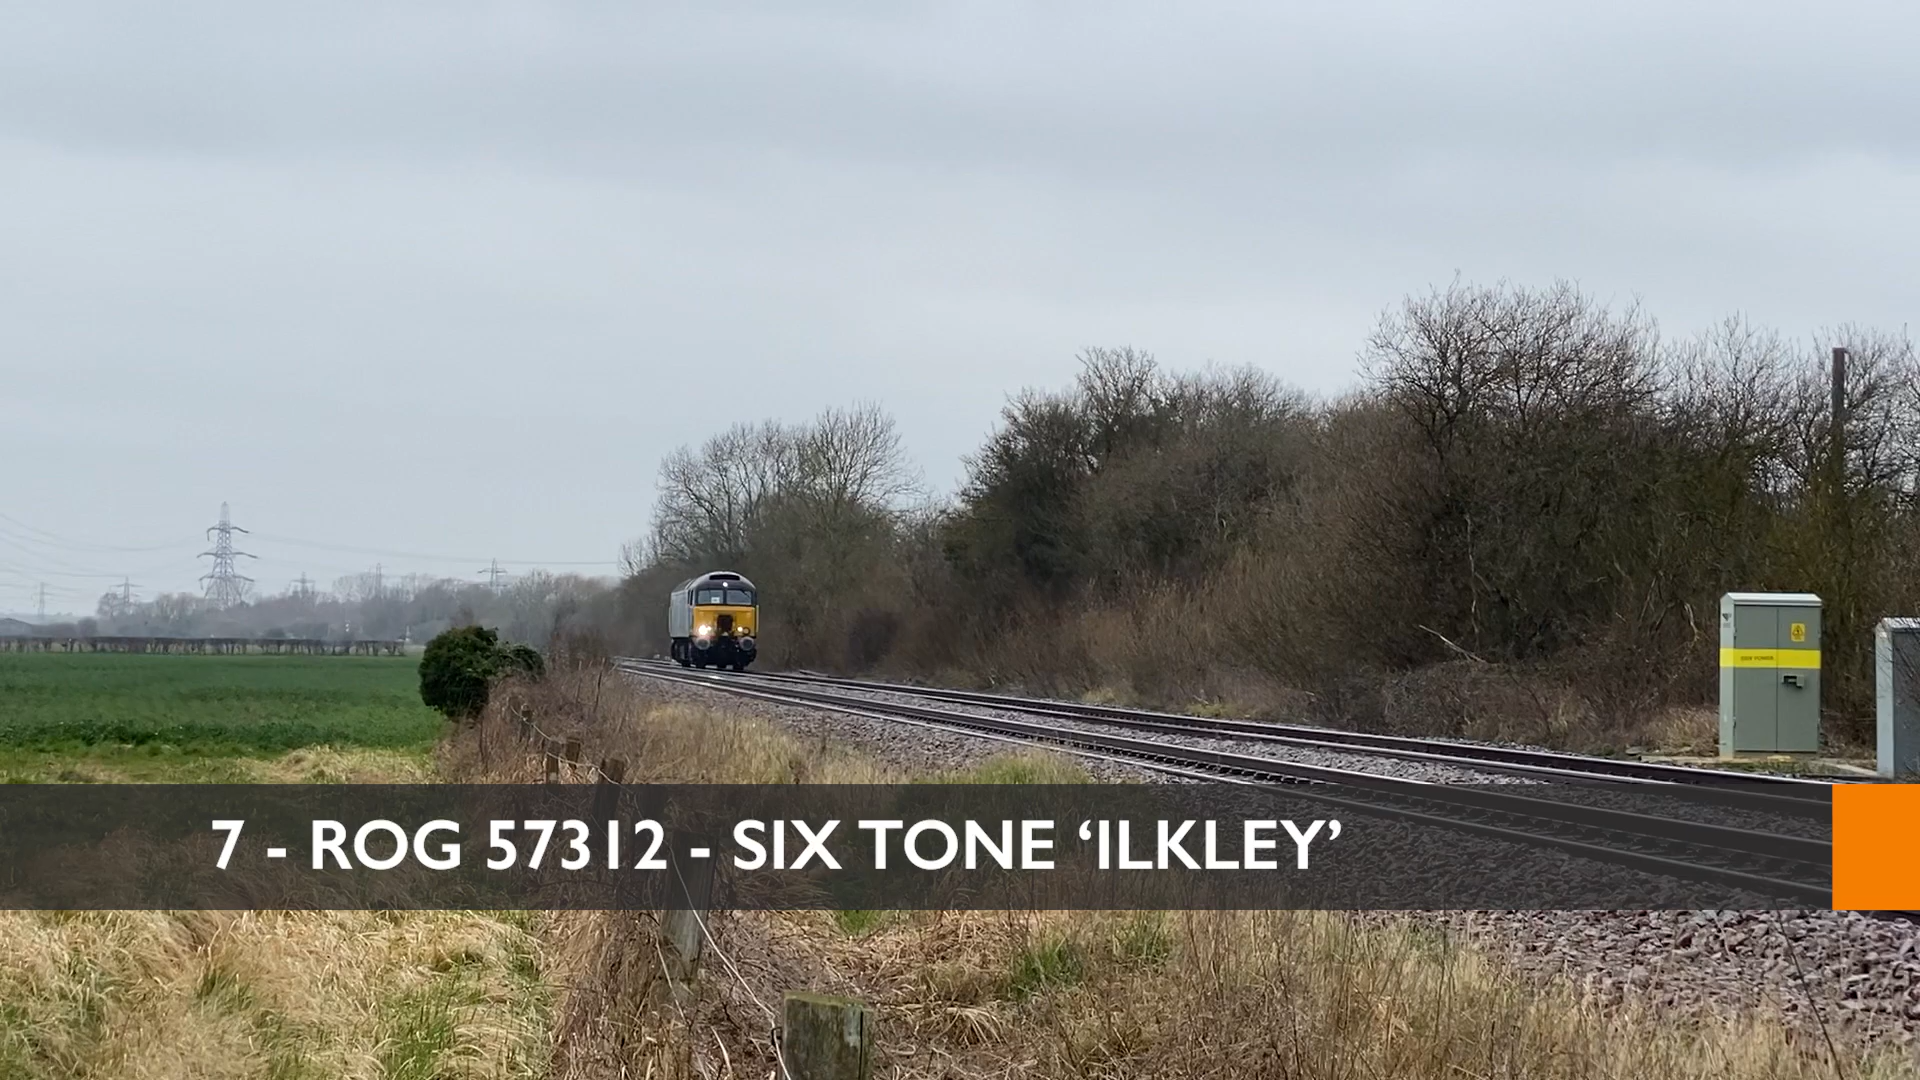 7 - ROG 57312 - SIX TONE ‘ILKLEY’